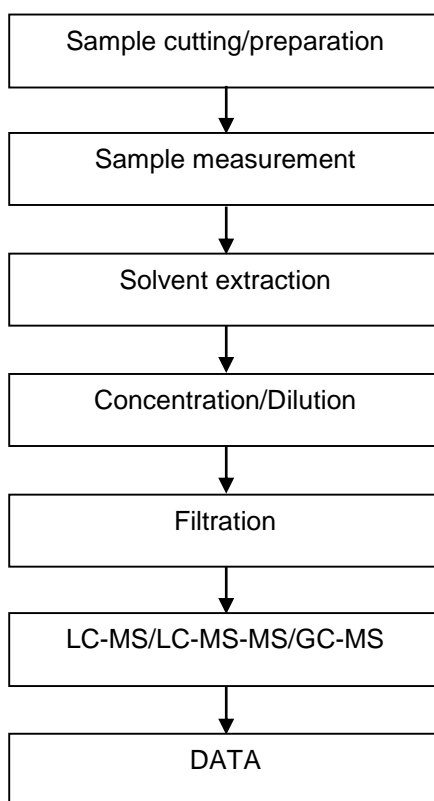 Sample cutting/preparation
Sample measurement
Solvent extraction
Concentration/Dilution
Filtration
LC-MS/LC-MS-MS/GC-MS
DATA